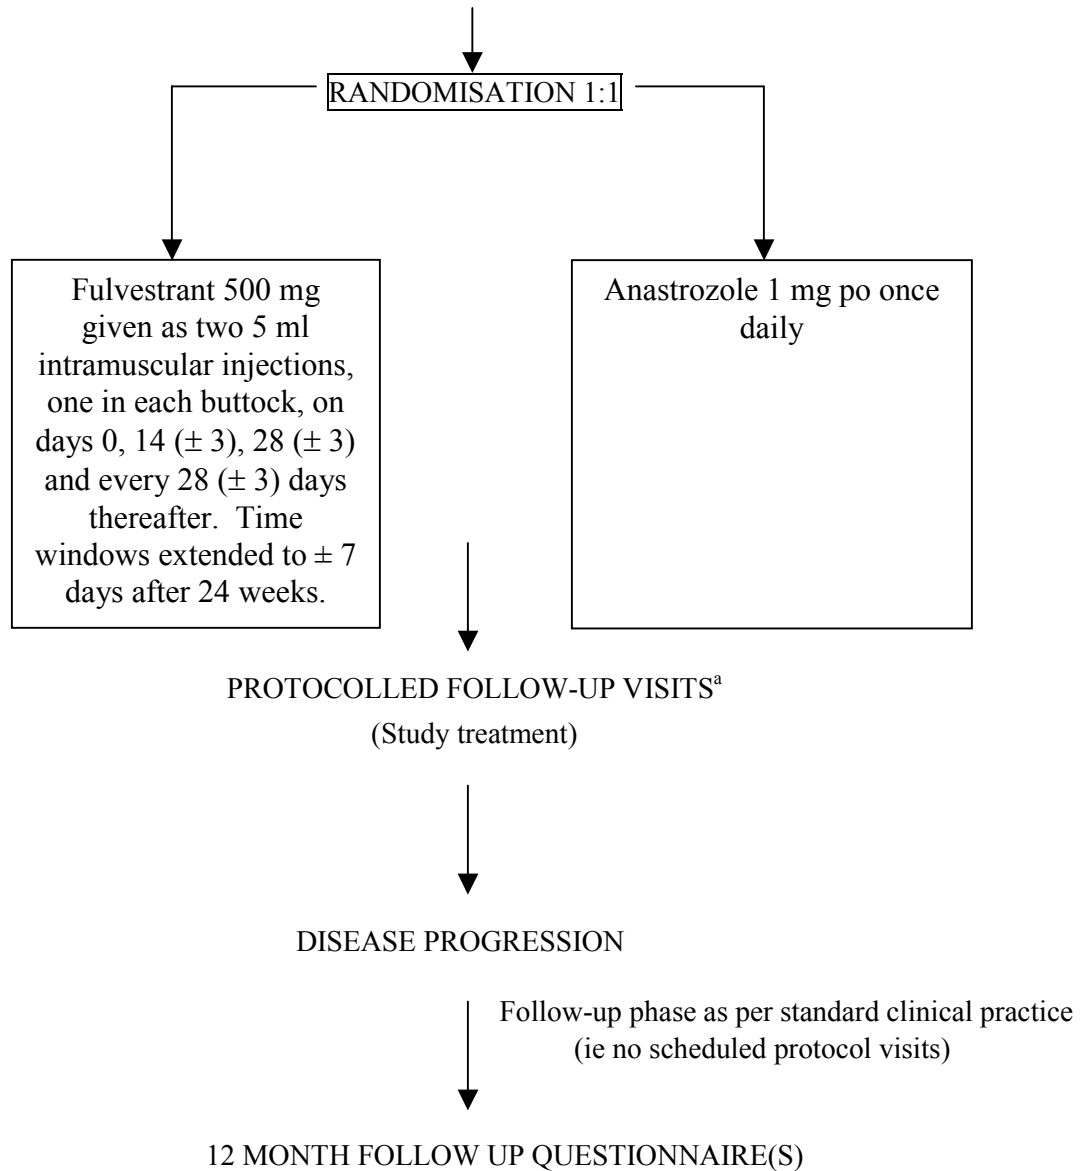 RANDOMISATION 1:1
Fulvestrant 500 mg
given as two 5 ml
intramuscular injections,
one in each buttock, on
days 0, 14 (± 3), 28 (± 3)
and every 28 (± 3) days
thereafter.  Time
windows extended to ± 7
days after 24 weeks.
Anastrozole 1 mg po once
daily
PROTOCOLLED FOLLOW-UP VISITSᵃ
(Study treatment)
DISEASE PROGRESSION
Follow-up phase as per standard clinical practice
(ie no scheduled protocol visits)
12 MONTH FOLLOW UP QUESTIONNAIRE(S)